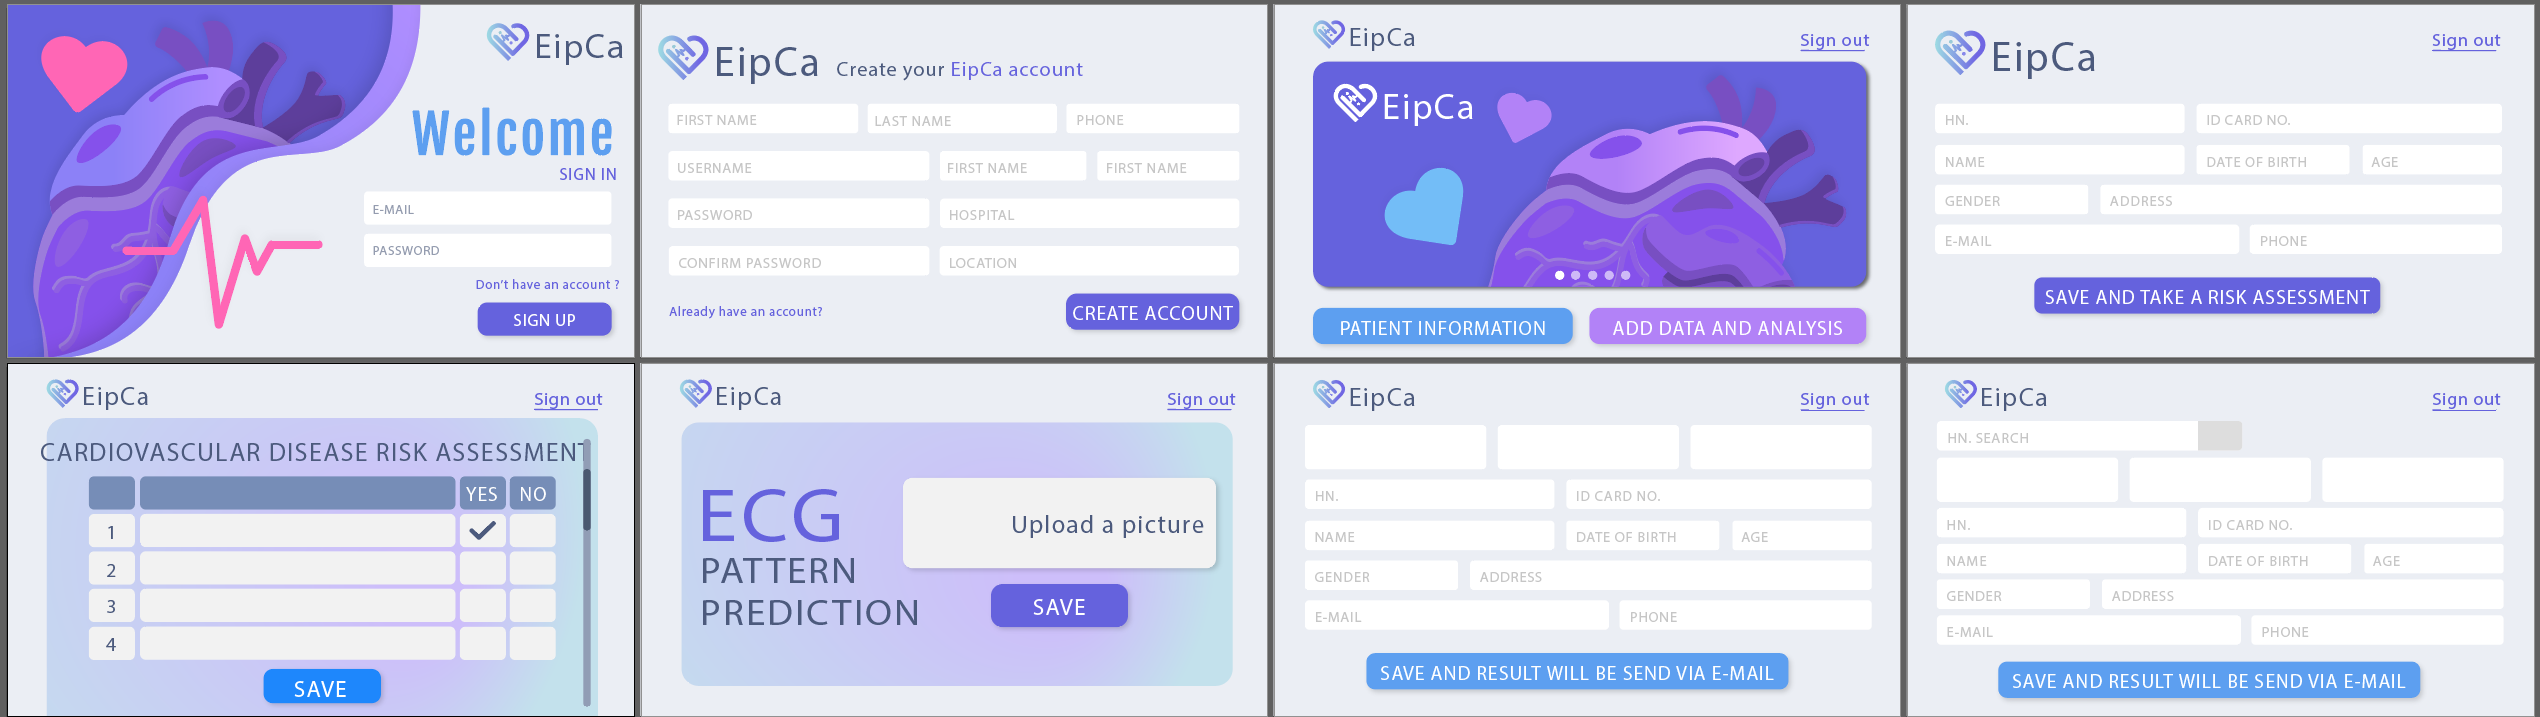 EipCa
Welcome
SIGN IN
E-MAIL
PASSWORD
Don't have an account ?
SIGN UP
EipCa Create your EipCa account
FIRST NAME LAST NAME PHONE
USERNAME FIRST NAME FIRST NAME
PASSWORD HOSPITAL
CONFIRM PASSWORD LOCATION
Already have an account? CREATE ACCOUNT
EipCa Sign out
EipCa
PATIENT INFORMATION ADD DATA AND ANALYSIS
EipCa Sign out
HN. ID CARD NO.
NAME DATE OF BIRTH AGE
GENDER ADDRESS
E-MAIL PHONE
SAVE AND TAKE A RISK ASSESSMENT
EipCa Sign out
CARDIOVASCULAR DISEASE RISK ASSESSMENT
YES NO
1
2
3
4
SAVE
EipCa Sign out
ECG
PATTERN
PREDICTION
Upload a picture
SAVE
EipCa Sign out
HN. ID CARD NO.
NAME DATE OF BIRTH AGE
GENDER ADDRESS
E-MAIL PHONE
SAVE AND RESULT WILL BE SEND VIA E-MAIL
EipCa Sign out
HN. SEARCH
HN. ID CARD NO.
NAME DATE OF BIRTH AGE
GENDER ADDRESS
E-MAIL PHONE
SAVE AND RESULT WILL BE SEND VIA E-MAIL